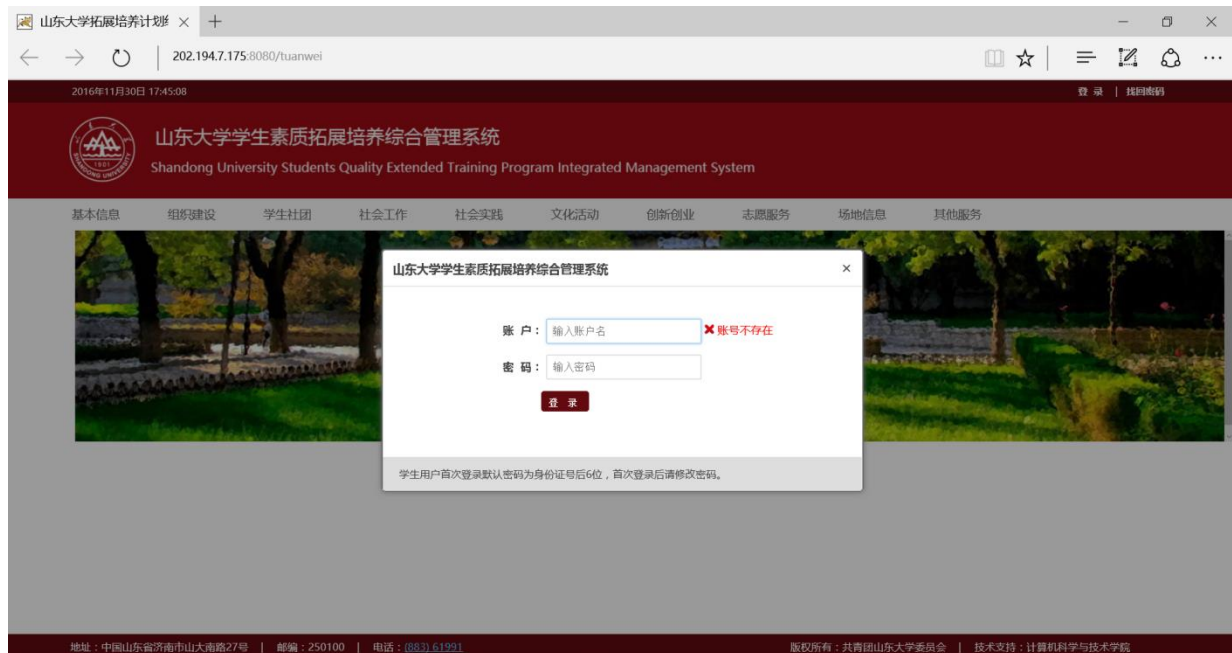 山东大学拓展培养计划
202.194.7.175:8080/tuanwei
2016年11月30日 17:45:08
登 录 | 找回密码
山东大学学生素质拓展培养综合管理系统
Shandong University Students Quality Extended Training Program Integrated Management System
基本信息 组织建设 学生社团 社会工作 社会实践 文化活动 创新创业 志愿服务 场地信息 其他服务
山东大学学生素质拓展培养综合管理系统
账 户： 输入账户名 账号不存在
密 码： 输入密码
登 录
学生用户首次登录默认密码为身份证号后6位，首次登录后请修改密码。
地址：中国山东省济南市山大南路27号 | 邮编：250100 | 电话：(883) 61991
版权所有：共青团山东大学委员会 | 技术支持：计算机科学与技术学院